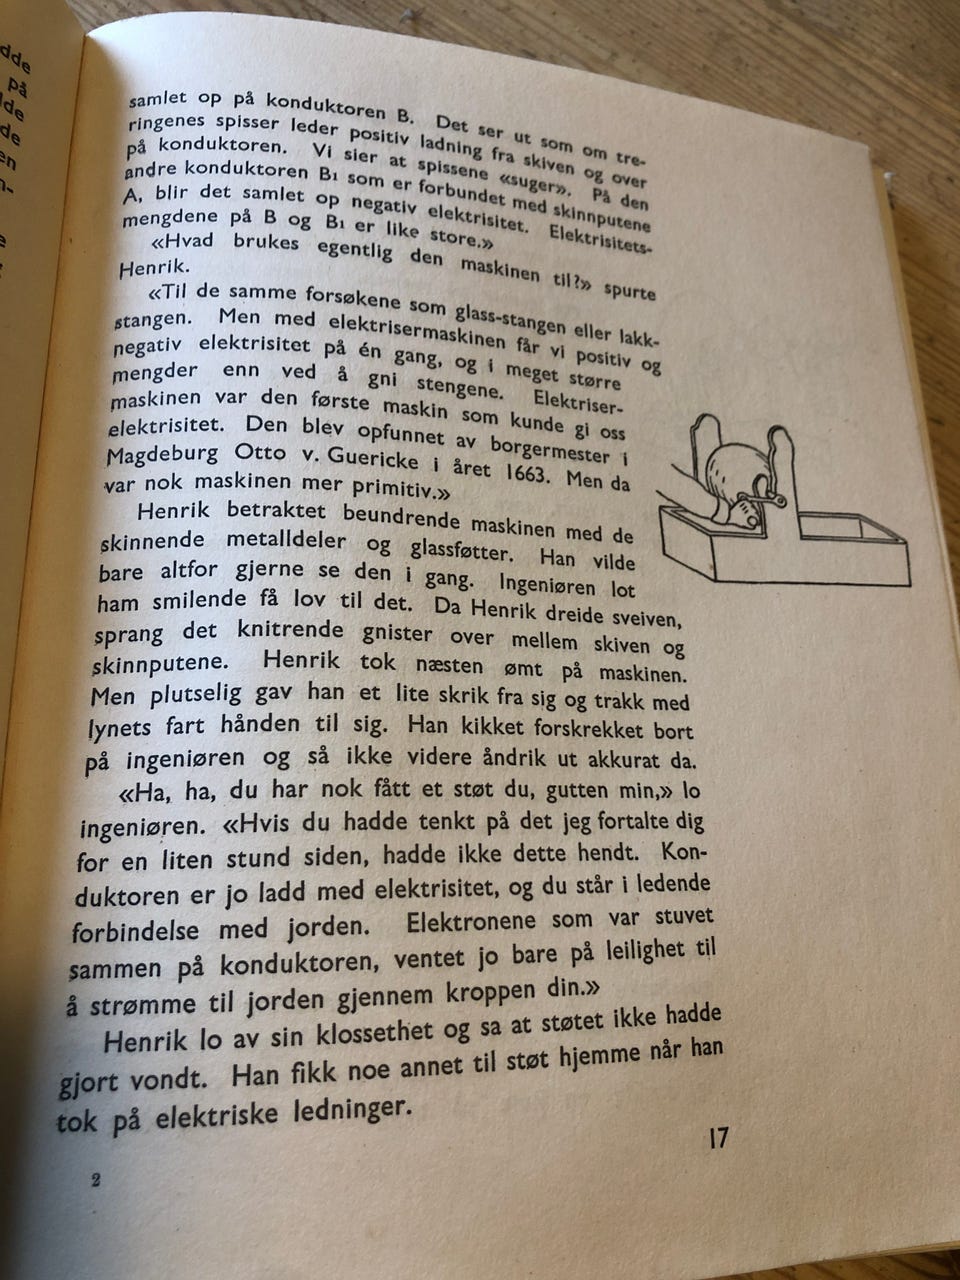 dde
på
lde
de
en
n-
e
samlet op på konduktoren B. Det ser ut som om tre-
ringenes spisser leder positiv ladning fra skiven og over
på konduktoren. Vi sier at spissene «suger». På den
andre konduktoren B1 som er forbundet med skinnputene
A, blir det samlet op negativ elektrisitet. Elektrisitets-
mengdene på B og B1 er like store.»
«Hvad brukes egentlig den maskinen til?» spurte
Henrik.
«Til de samme forsøkene som glass-stangen eller lakk-
stangen. Men med elektrisermaskinen får vi positiv og
negativ elektrisitet på én gang, og i meget større
mengder enn ved å gni stengene. Elektriser-
maskinen var den første maskin som kunde gi oss
elektrisitet. Den blev opfunnet av borgermester i
Magdeburg Otto v. Guericke i året 1663. Men da
var nok maskinen mer primitiv.»
Henrik betraktet beundrende maskinen med de
skinnende metalldeler og glassføtter. Han vilde
bare altfor gjerne se den i gang. Ingeniøren lot
ham smilende få lov til det. Da Henrik dreide sveiven,
sprang det knitrende gnister over mellem skiven og
skinnputene. Henrik tok næsten ømt på maskinen.
Men plutselig gav han et lite skrik fra sig og trakk med
lynets fart hånden til sig. Han kikket forskrekket bort
på ingeniøren og så ikke videre åndrik ut akkurat da.
«Ha, ha, du har nok fått et støt du, gutten min,» lo
ingeniøren. «Hvis du hadde tenkt på det jeg fortalte dig
for en liten stund siden, hadde ikke dette hendt. Kon-
duktoren er jo ladd med elektrisitet, og du står i ledende
forbindelse med jorden. Elektronene som var stuvet
sammen på konduktoren, ventet jo bare på leilighet til
å strømme til jorden gjennem kroppen din.»
Henrik lo av sin klossethet og sa at støtet ikke hadde
gjort vondt. Han fikk noe annet til støt hjemme når han
tok på elektriske ledninger.
17
2